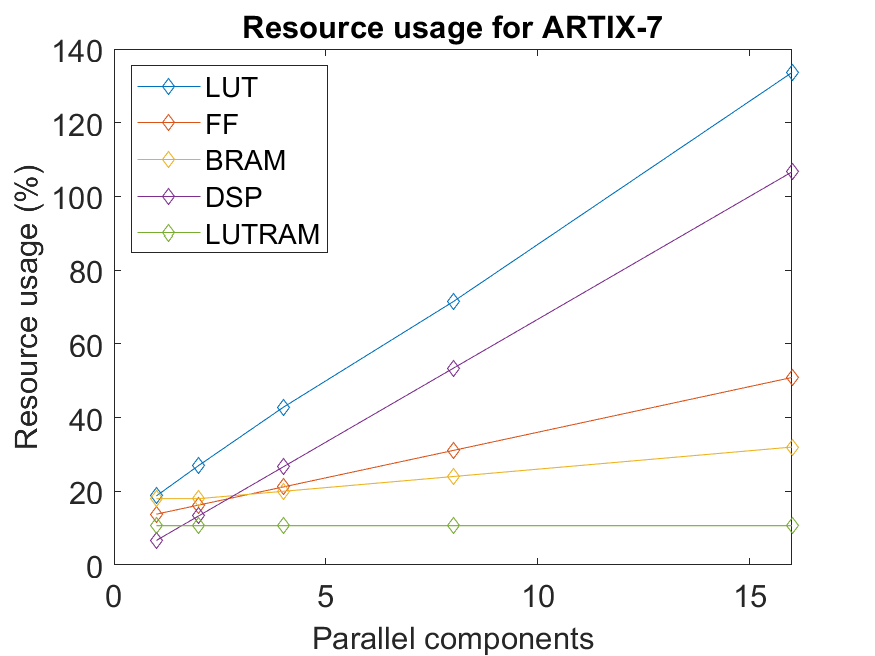 Resource usage for ARTIX-7
140
120
100
80
60
40
20
0
Resource usage (%)
LUT
FF
BRAM
DSP
LUTRAM
0 5 10 15
Parallel components